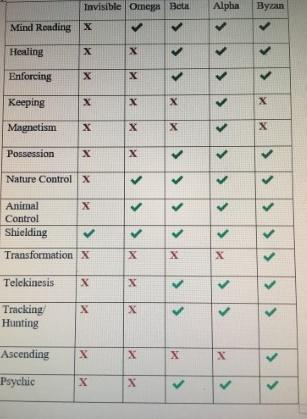 Invisible Omega Beta Alpha Byzan
Mind Reading X ✔ ✔ ✔ ✔
Healing X X ✔ ✔ ✔
Enforcing X X ✔ ✔ ✔
Keeping X X X ✔ X
Magnetism X X X ✔ X
Possession X X ✔ ✔ ✔
Nature Control X ✔ ✔ ✔ ✔
Animal X ✔ ✔ ✔ ✔
Control
Shielding ✔ ✔ ✔ ✔ ✔
Transformation X X X X ✔
Telekinesis X X ✔ ✔ ✔
Tracking/ X X ✔ ✔ ✔
Hunting
Ascending X X X X ✔
Psychic X X ✔ ✔ ✔